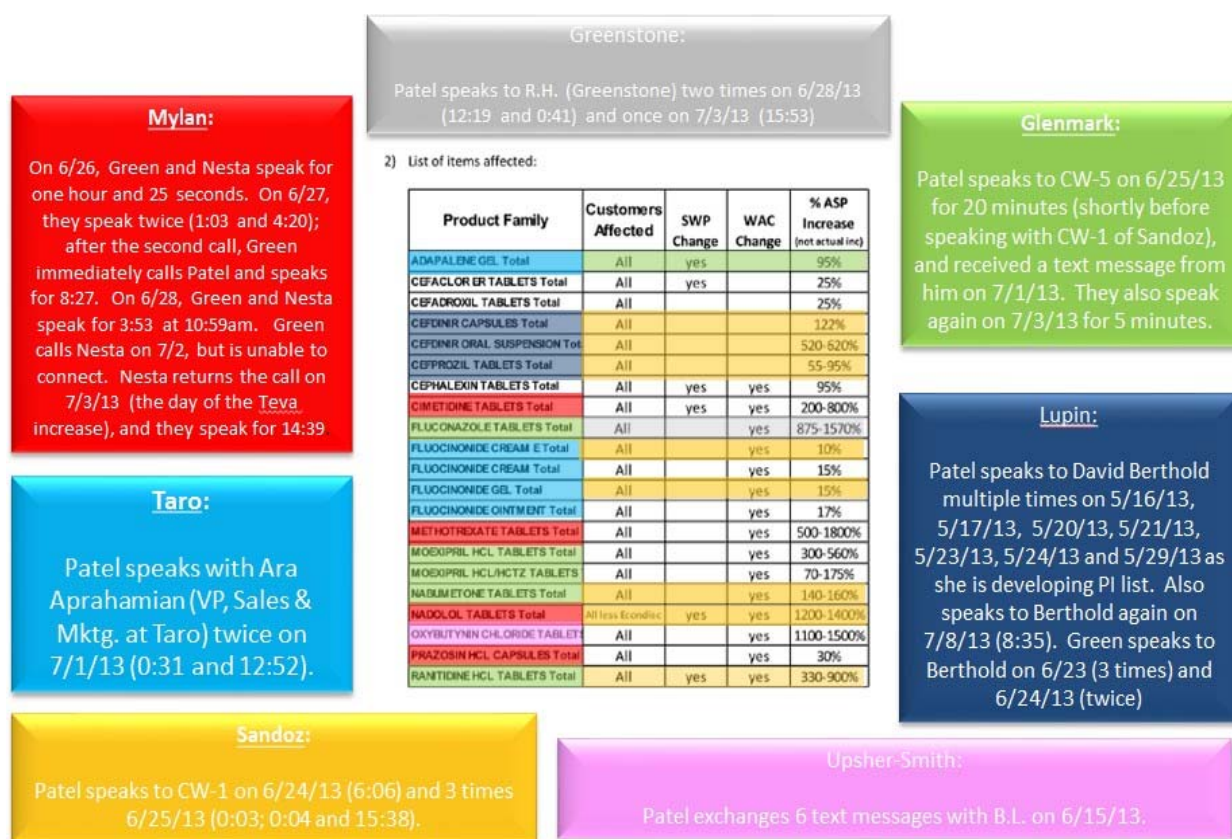 Greenstone:
Patel speaks to R.H. (Greenstone) two times on 6/28/13
(12:19 and 0:41) and once on 7/3/13 (15:53)
Mylan:
On 6/26, Green and Nesta speak for
one hour and 25 seconds. On 6/27,
they speak twice (1:03 and 4:20);
after the second call, Green
immediately calls Patel and speaks
for 8:27. On 6/28, Green and Nesta
speak for 3:53 at 10:59am. Green
calls Nesta on 7/2, but is unable to
connect. Nesta returns the call on
7/3/13 (the day of the Teva
increase), and they speak for 14:39.
Taro:
Patel speaks with Ara
Aprahamian (VP, Sales &
Mktg. at Taro) twice on
7/1/13 (0:31 and 12:52).
2) List of items affected:
Product Family Customers Affected SWP Change WAC Change % ASP Increase (not actual inc)
ADAPALENE GEL Total All yes 95%
CEFACLOR ER TABLETS Total All yes 25%
CEFADROXIL TABLETS Total All 25%
CEFDINIR CAPSULES Total All 122%
CEFDINIR ORAL SUSPENSION Tot All 520-620%
CEFPROZIL TABLETS Total All 55-95%
CEPHALEXIN TABLETS Total All yes yes 95%
CIMETIDINE TABLETS Total All yes yes 200-800%
FLUCONAZOLE TABLETS Total All yes 875-1570%
FLUOCINONIDE CREAM E Total All yes 10%
FLUOCINONIDE CREAM Total All yes 15%
FLUOCINONIDE GEL Total All yes 15%
FLUOCINONIDE OINTMENT Total All yes 17%
METHOTREXATE TABLETS Total All yes 500-1800%
MOEXIPRIL HCL TABLETS Total All yes 300-560%
MOEXIPRIL HCL/HCTZ TABLETS All yes 70-175%
NABUMETONE TABLETS Total All yes 140-160%
NADOLOL TABLETS Total All less Econdisc yes yes 1200-1400%
OXYBUTYNIN CHLORIDE TABLETS All yes 1100-1500%
PRAZOSIN HCL CAPSULES Total All yes 30%
RANITIDINE HCL TABLETS Total All yes yes 330-900%
Glenmark:
Patel speaks to CW-5 on 6/25/13
for 20 minutes (shortly before
speaking with CW-1 of Sandoz),
and received a text message from
him on 7/1/13. They also speak
again on 7/3/13 for 5 minutes.
Lupin:
Patel speaks to David Berthold
multiple times on 5/16/13,
5/17/13, 5/20/13, 5/21/13,
5/23/13, 5/24/13 and 5/29/13 as
she is developing PI list. Also
speaks to Berthold again on
7/8/13 (8:35). Green speaks to
Berthold on 6/23 (3 times) and
6/24/13 (twice)
Sandoz:
Patel speaks to CW-1 on 6/24/13 (6:06) and 3 times
6/25/13 (0:03; 0:04 and 15:38).
Upsher-Smith:
Patel exchanges 6 text messages with B.L. on 6/15/13.